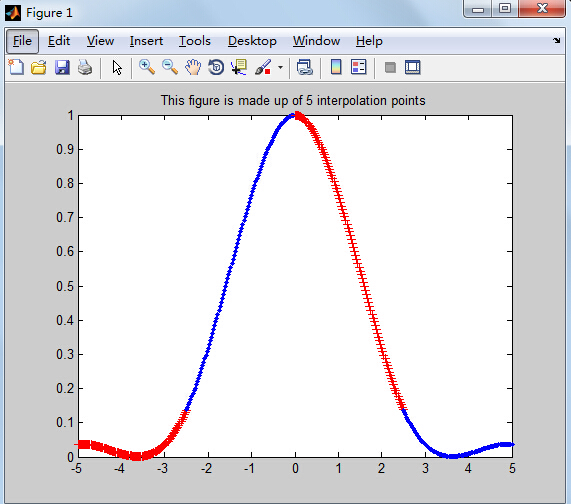 Figure 1
File Edit View Insert Tools Desktop Window Help
This figure is made up of 5 interpolation points
1
0.9
0.8
0.7
0.6
0.5
0.4
0.3
0.2
0.1
0
-5 -4 -3 -2 -1 0 1 2 3 4 5